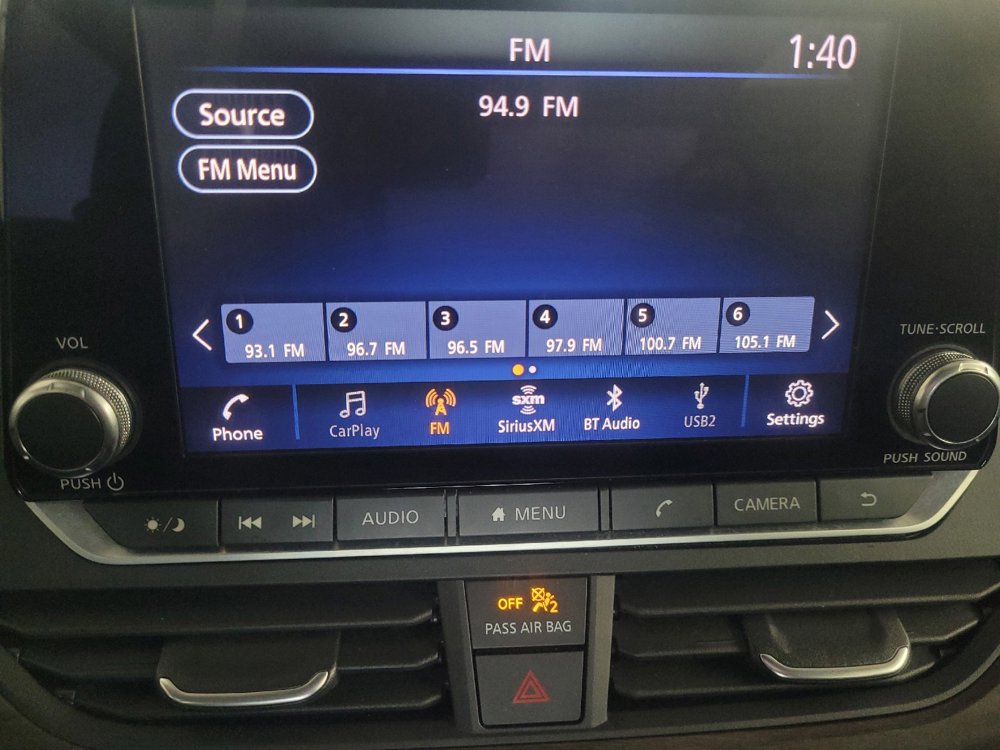 FM
1:40
Source
94.9 FM
FM Menu
1 2 3 4 5 6
93.1 FM 96.7 FM 96.5 FM 97.9 FM 100.7 FM 105.1 FM
VOL
TUNE·SCROLL
Phone CarPlay FM sxm SiriusXM BT Audio USB2 Settings
PUSH
PUSH SOUND
AUDIO MENU CAMERA
OFF 2
PASS AIR BAG